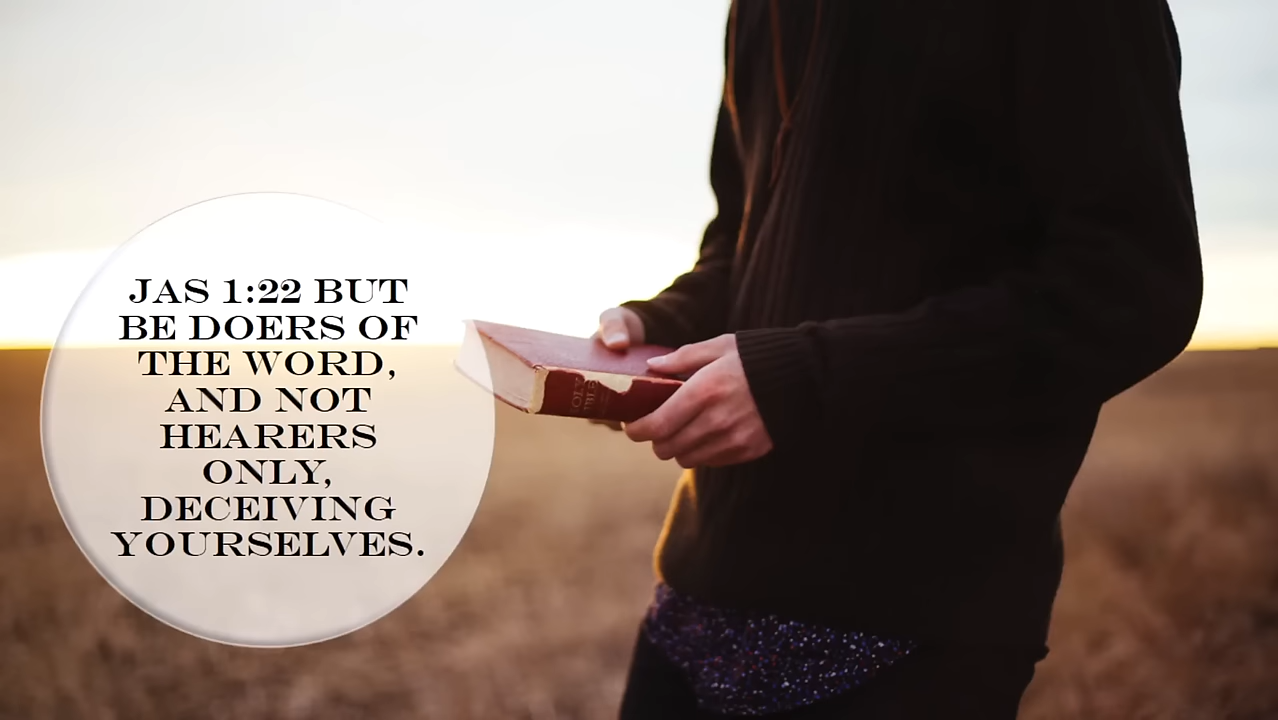 JAS 1:22 BUT
BE DOERS OF
THE WORD,
AND NOT
HEARERS
ONLY,
DECEIVING
YOURSELVES.